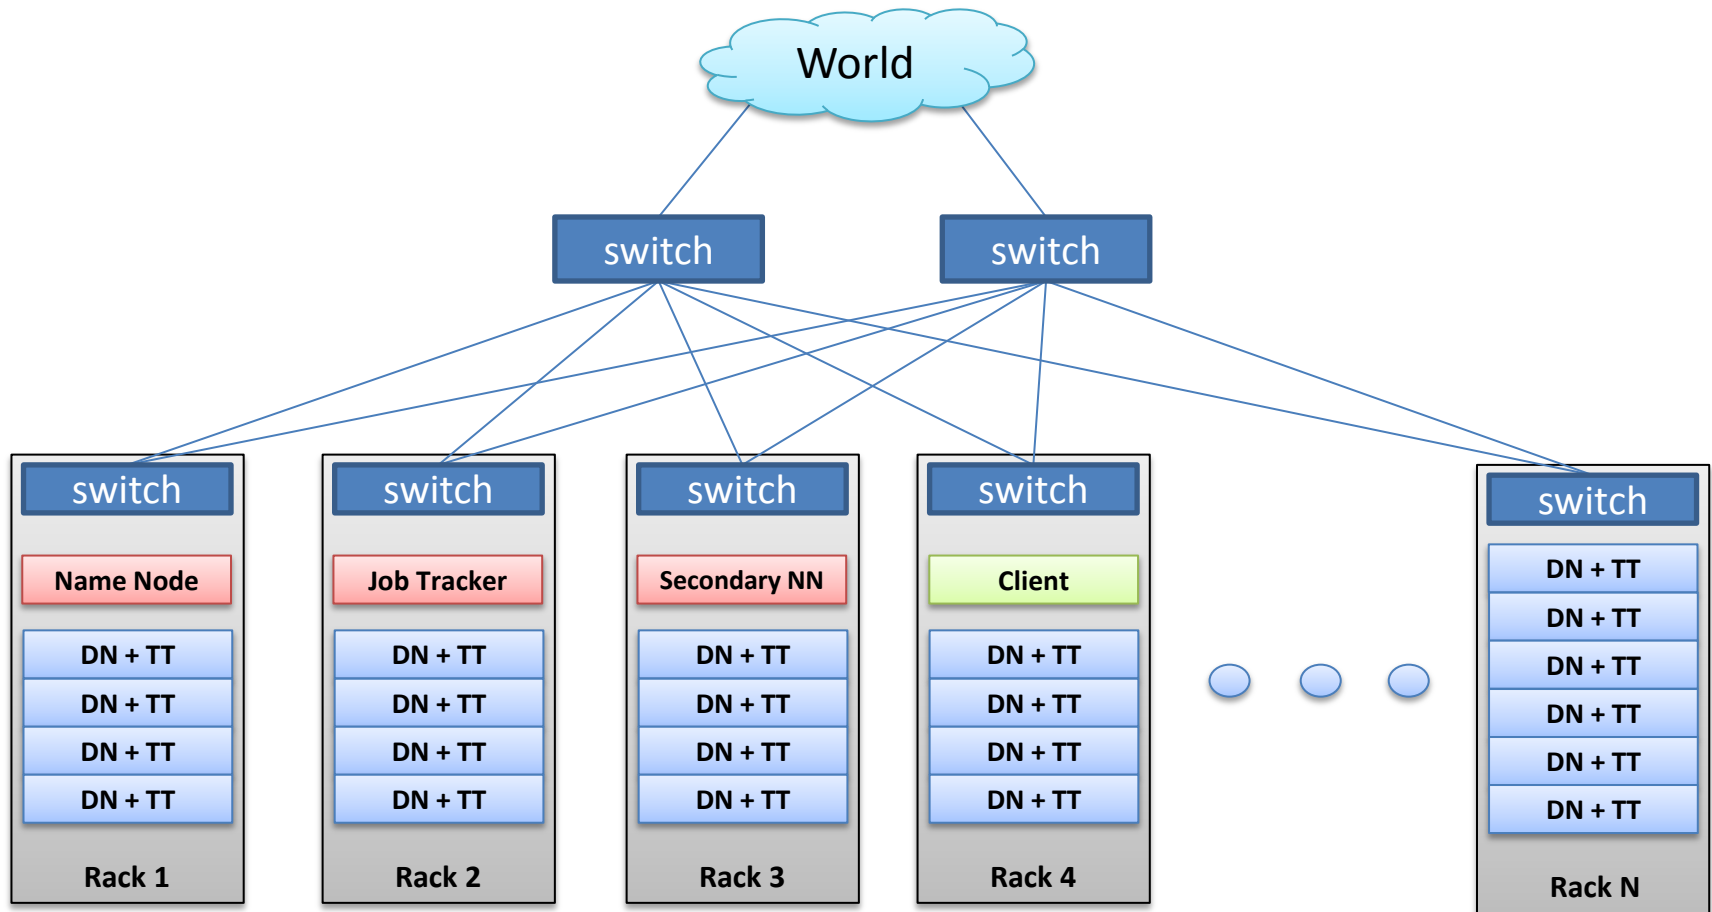 World
switch
switch
switch
Name Node
DN + TT
DN + TT
DN + TT
DN + TT
Rack 1
switch
Job Tracker
DN + TT
DN + TT
DN + TT
DN + TT
Rack 2
switch
Secondary NN
DN + TT
DN + TT
DN + TT
DN + TT
Rack 3
switch
Client
DN + TT
DN + TT
DN + TT
DN + TT
Rack 4
switch
DN + TT
DN + TT
DN + TT
DN + TT
DN + TT
DN + TT
Rack N